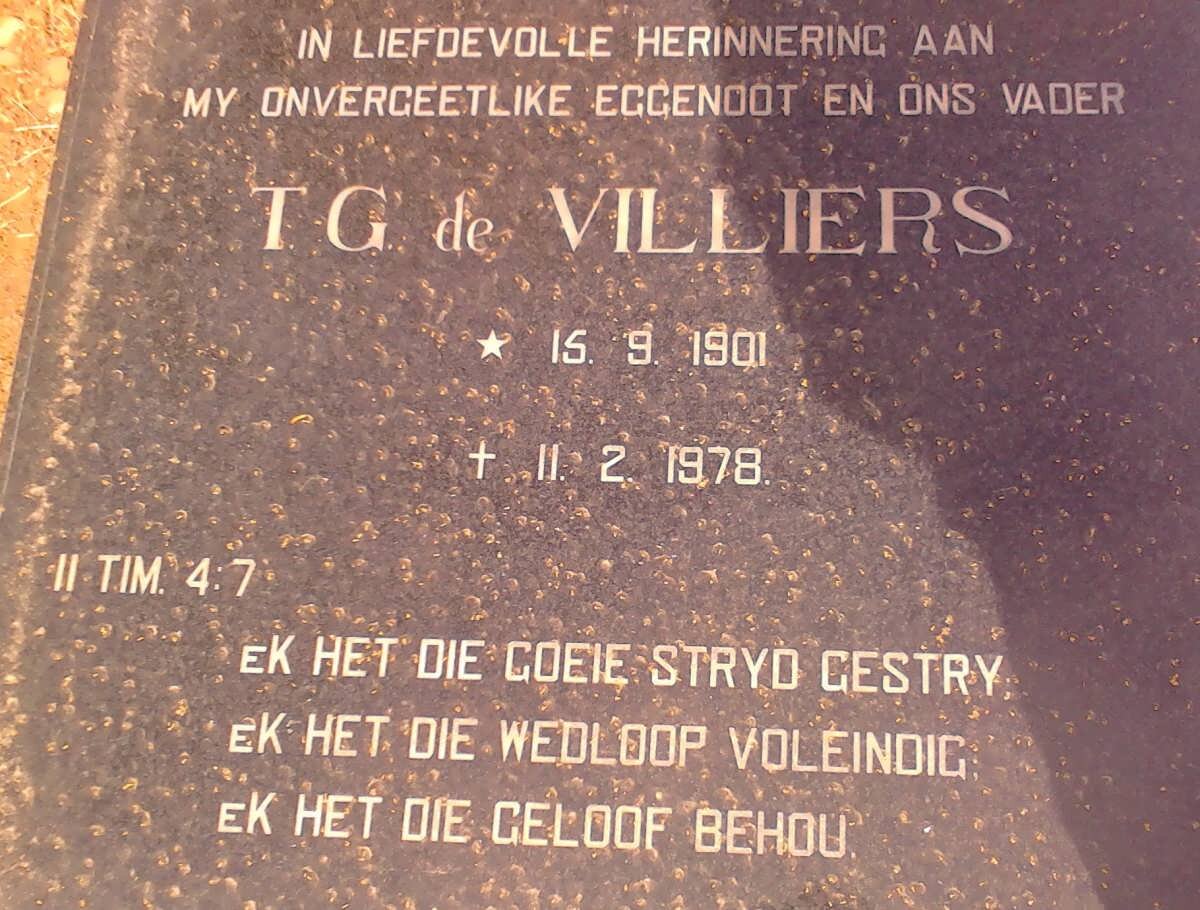 IN LIEFDEVOLLE HERINNERING AAN
MY ONVERGEETLIKE EGGENOOT EN ONS VADER
T.G. de VILLIERS
★ 15. 9. 1901
† 11. 2. 1978.
II TIM. 4:7
EK HET DIE GOEIE STRYD GESTRY;
EK HET DIE WEDLOOP VOLEINDIG;
EK HET DIE GELOOF BEHOU.